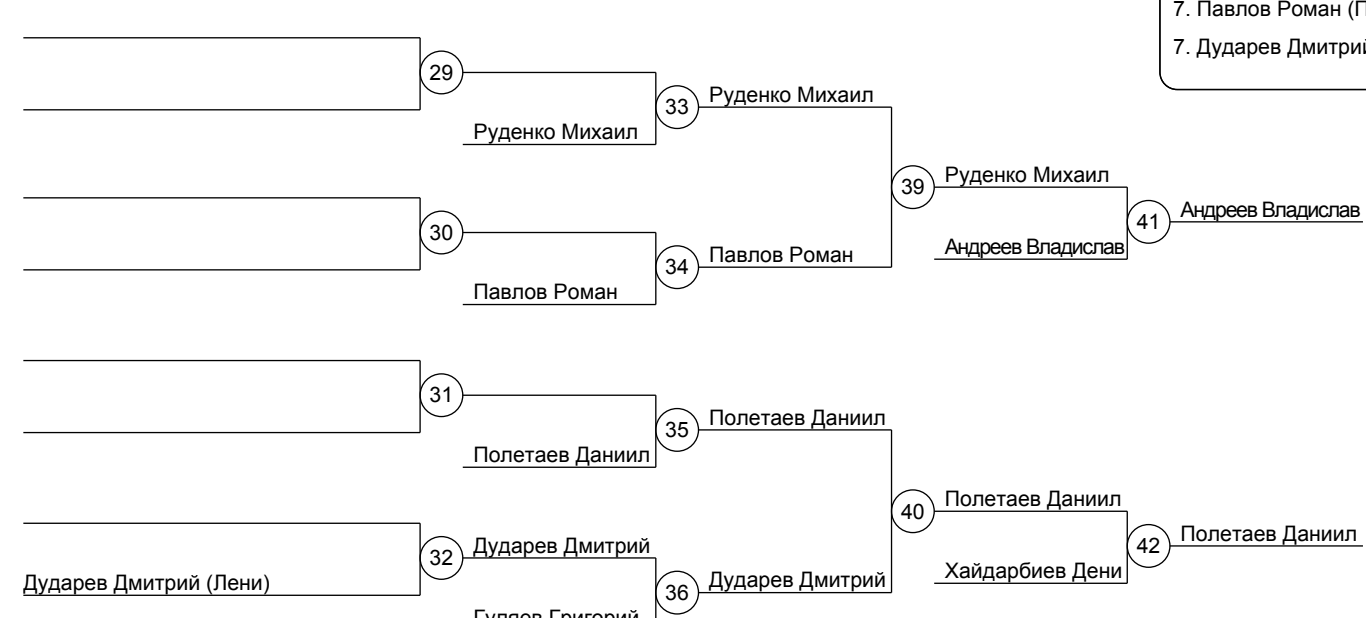 7. Павлов Роман (П
7. Дударев Дмитрий
29
33
Руденко Михаил
Руденко Михаил
39
Руденко Михаил
41
Андреев Владислав
30
34
Павлов Роман
Андреев Владислав
Павлов Роман
31
35
Полетаев Даниил
Полетаев Даниил
40
Полетаев Даниил
42
Полетаев Даниил
32
Дударев Дмитрий
Хайдарбиев Дени
Дударев Дмитрий (Лени)
36
Дударев Дмитрий
Гуляев Григорий